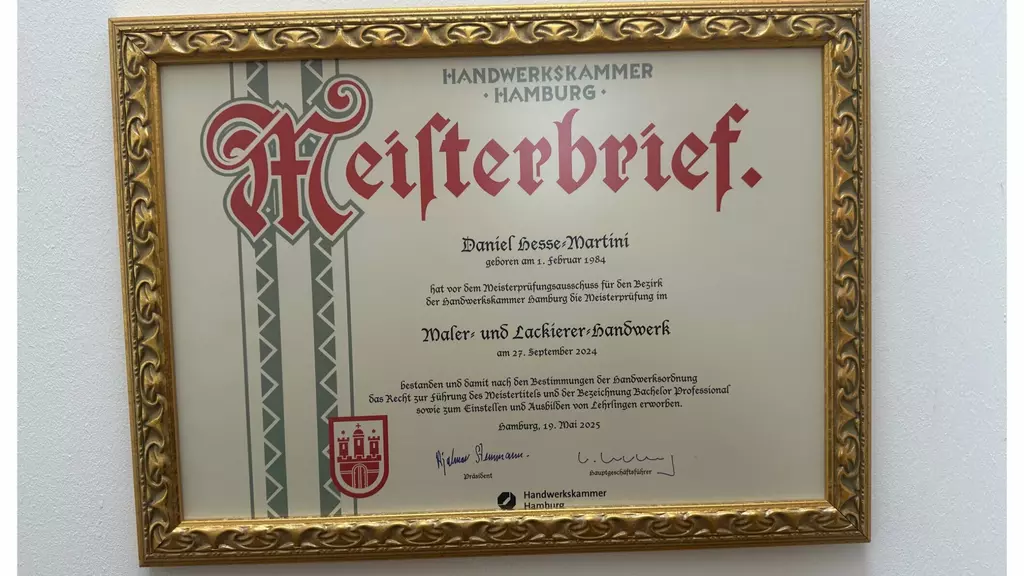 HANDWERKSKAMMER
· HAMBURG ·
Meisterbrief.
Daniel Hesse-Martini
geboren am 1. Februar 1984
hat vor dem Meisterprüfungsausschuss für den Bezirk
der Handwerkskammer Hamburg die Meisterprüfung im
Maler- und Lackierer-Handwerk
am 27. September 2024
bestanden und damit nach den Bestimmungen der Handwerksordnung
das Recht zur Führung des Meistertitels und der Bezeichnung Bachelor Professional
sowie zum Einstellen und Ausbilden von Lehrlingen erworben.
Hamburg, 19. Mai 2025
Präsident
Hauptgeschäftsführer
Handwerkskammer
Hamburg